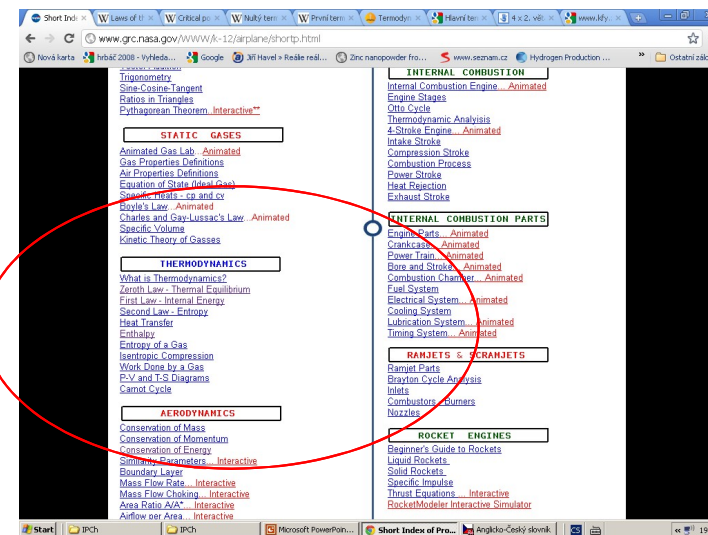 Short Inde
W Laws of th
W Critical po
W Nultý term
W První term
Termodyn
Hlavní ten
4 x 2. vět
www.kfy.
www.grc.nasa.gov/WWW/k-12/airplane/shortp.html
Nová karta
hrbáč 2008 - Vyhleda...
Google
Jiří Havel » Reálie reál...
Zinc nanopowder fro...
www.seznam.cz
Hydrogen Production ...
»
Ostatní zálo
Trigonometry
Sine-Cosine-Tangent
Ratios in Triangles
Pythagorean Theorem..Interactive**
STATIC GASES
Animated Gas Lab...Animated
Gas Properties Definitions
Air Properties Definitions
Equation of State (Ideal Gas)
Specific Heats - cp and cv
Boyle's Law...Animated
Charles and Gay-Lussac's Law...Animated
Specific Volume
Kinetic Theory of Gasses
THERMODYNAMICS
What is Thermodynamics?
Zeroth Law - Thermal Equilibrium
First Law - Internal Energy
Second Law - Entropy
Heat Transfer
Enthalpy
Entropy of a Gas
Isentropic Compression
Work Done by a Gas
P-V and T-S Diagrams
Carnot Cycle
AERODYNAMICS
Conservation of Mass
Conservation of Momentum
Conservation of Energy
Similarity Parameters... Interactive
Boundary Layer
Mass Flow Rate... Interactive
Mass Flow Choking... Interactive
Area Ratio A/A*... Interactive
Airflow per Area... Interactive
INTERNAL COMBUSTION
Internal Combustion Engine... Animated
Engine Stages
Otto Cycle
Thermodynamic Analyisis
4-Stroke Engine... Animated
Intake Stroke
Compression Stroke
Combustion Process
Power Stroke
Heat Rejection
Exhaust Stroke
INTERNAL COMBUSTION PARTS
Engine Parts... Animated
Crankcase... Animated
Power Train... Animated
Bore and Stroke... Animated
Combustion Chamber... Animated
Fuel System
Electrical System... Animated
Cooling System
Lubrication System... Animated
Timing System... Animated
RAMJETS & SCRAMJETS
Ramjet Parts
Brayton Cycle Analysis
Inlets
Combustors - Burners
Nozzles
ROCKET ENGINES
Beginner's Guide to Rockets
Liquid Rockets
Solid Rockets
Specific Impulse
Thrust Equations ... Interactive
RocketModeler Interactive Simulator
Start
IPCh
IPCh
Microsoft PowerPoin...
Short Index of Pro...
Anglicko-Český slovník
CS
«
19